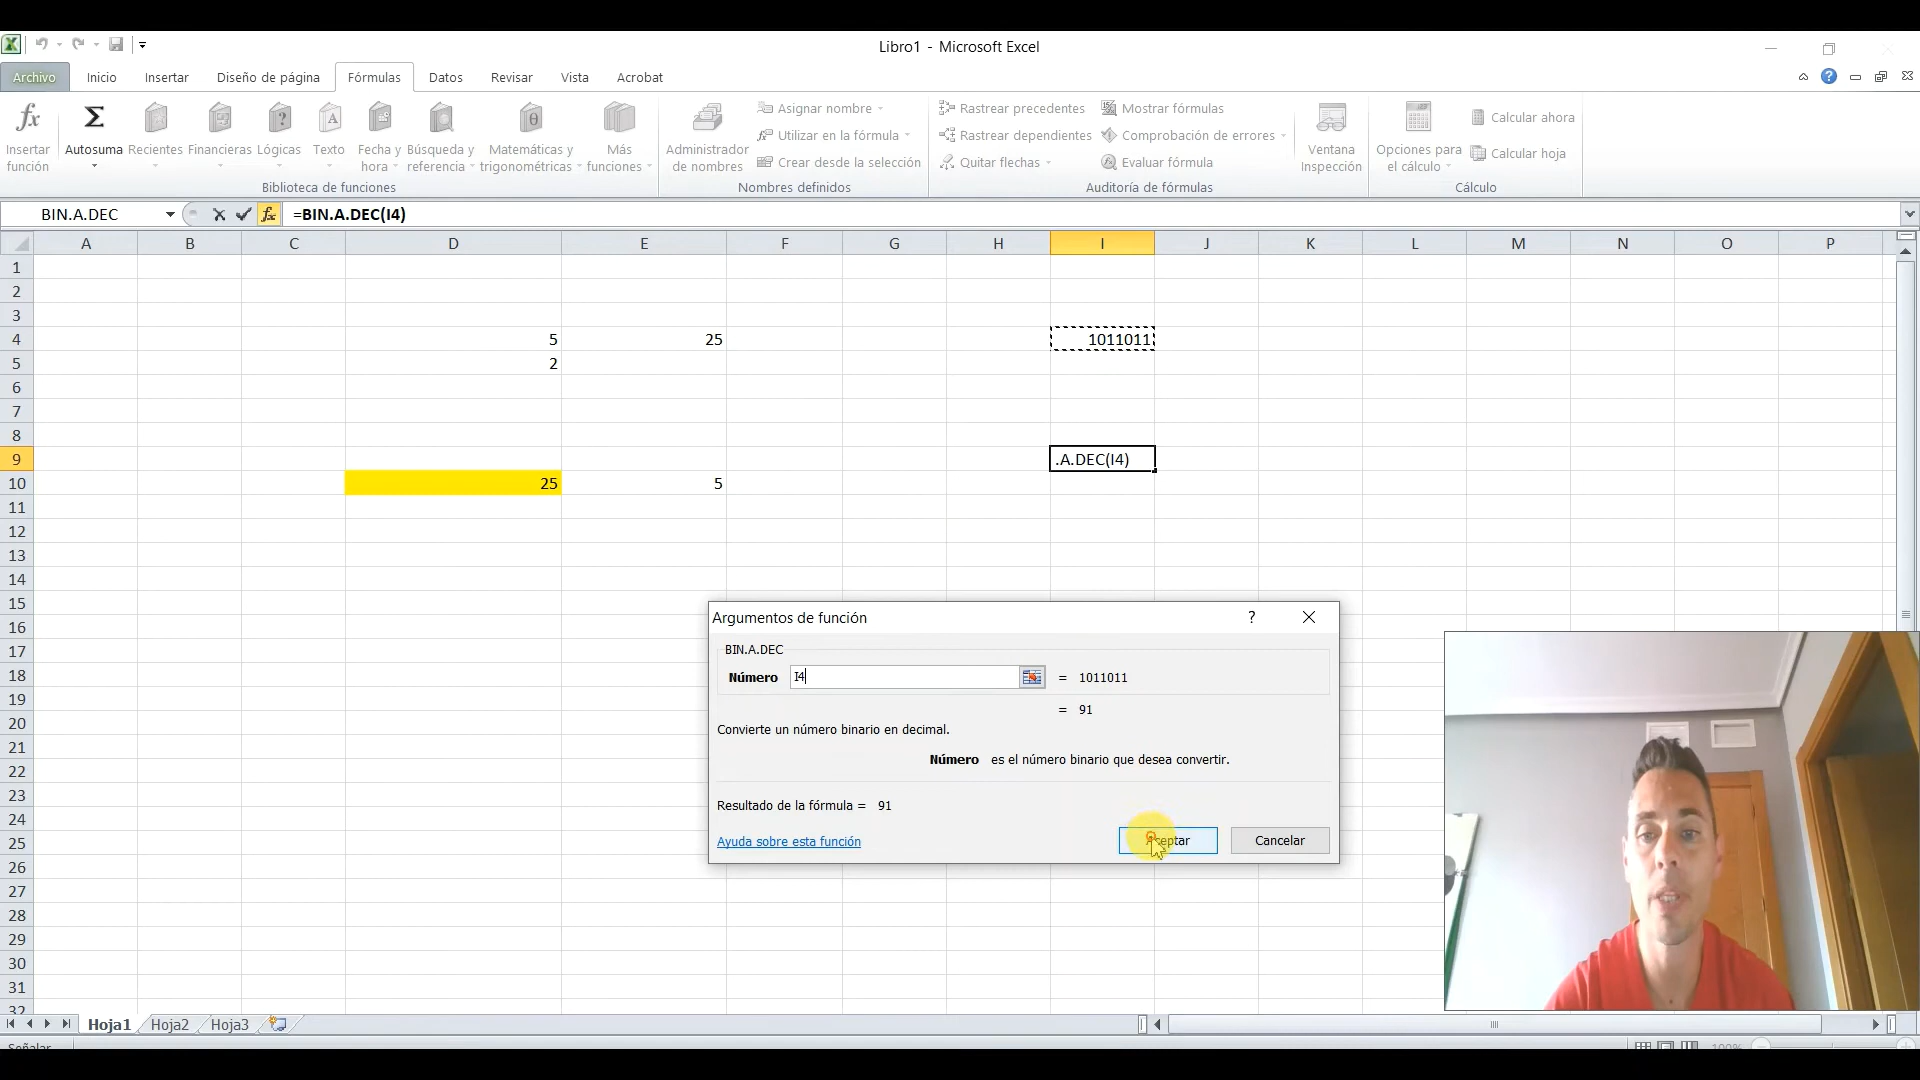 Libro1 - Microsoft Excel
Archivo Inicio Insertar Diseño de página Fórmulas Datos Revisar Vista Acrobat
fx Σ ? A θ
Insertar función
Autosuma
Recientes
Financieras
Lógicas
Texto
Fecha y hora
Búsqueda y referencia
Matemáticas y trigonométricas
Más funciones
Biblioteca de funciones
Administrador de nombres
Asignar nombre
Utilizar en la fórmula
Crear desde la selección
Nombres definidos
Rastrear precedentes
Rastrear dependientes
Quitar flechas
Mostrar fórmulas
Comprobación de errores
Evaluar fórmula
Auditoría de fórmulas
Ventana Inspección
Opciones para el cálculo
Calcular ahora
Calcular hoja
Cálculo
BIN.A.DEC fx =BIN.A.DEC(I4)
A B C D E F G H I J K L M N O P
1
2
3
4 5 25 1011011
5 2
6
7
8
9 .A.DEC(I4)
10 25 5
11
12
13
14
15
16
17
18
19
20
21
22
23
24
25
26
27
28
29
30
31
32
Argumentos de función ?
BIN.A.DEC
Número I4 = 1011011
= 91
Convierte un número binario en decimal.
Número es el número binario que desea convertir.
Resultado de la fórmula = 91
Ayuda sobre esta función Aceptar Cancelar
Hoja1 Hoja2 Hoja3
Señalar 100%